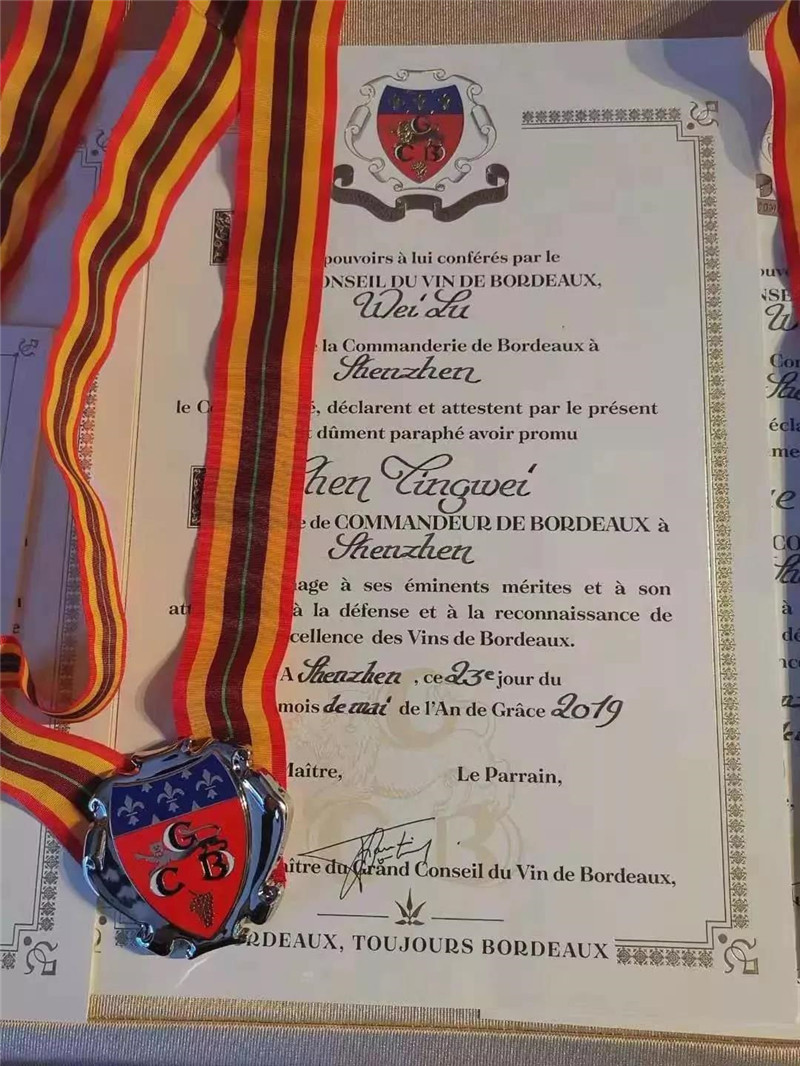 G
C B
pouvoirs à lui conférés par le
ONSEIL DU VIN DE BORDEAUX,
Wei Lu
la Commanderie de Bordeaux à
Shenzhen
le C é, déclarent et attestent par le présent
t dûment paraphé avoir promu
hen Tingwei
e de COMMANDEUR DE BORDEAUX à
Shenzhen
age à ses éminents mérites et à son
att à la défense et à la reconnaissance de
cellence des Vins de Bordeaux.
A Shenzhen, ce 23e jour du
mois de mai de l'An de Grâce 2019
Maître, Le Parrain,
aître du Grand Conseil du Vin de Bordeaux,
RDEAUX, TOUJOURS BORDEAUX
G
C B